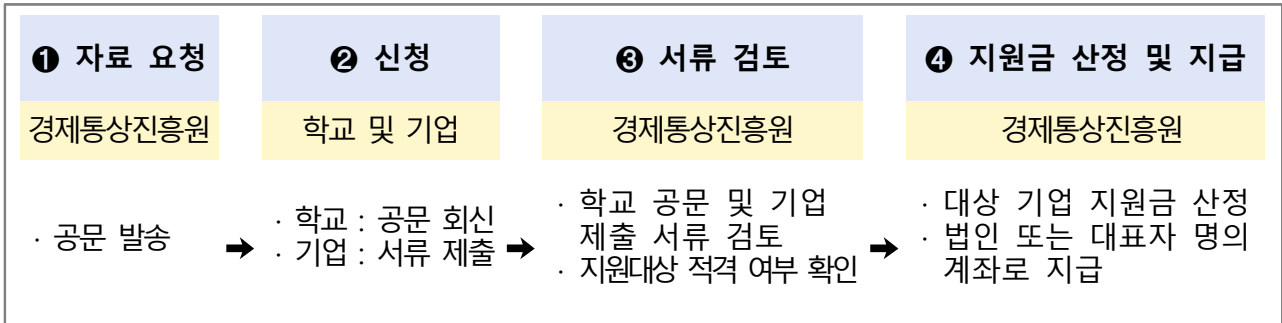 ❶ 자료 요청
경제통상진흥원
· 공문 발송
➡
❷ 신청
학교 및 기업
· 학교 : 공문 회신
· 기업 : 서류 제출
➡
❸ 서류 검토
경제통상진흥원
· 학교 공문 및 기업
제출 서류 검토
· 지원대상 적격 여부 확인
➡
❹ 지원금 산정 및 지급
경제통상진흥원
· 대상 기업 지원금 산정
· 법인 또는 대표자 명의
계좌로 지급